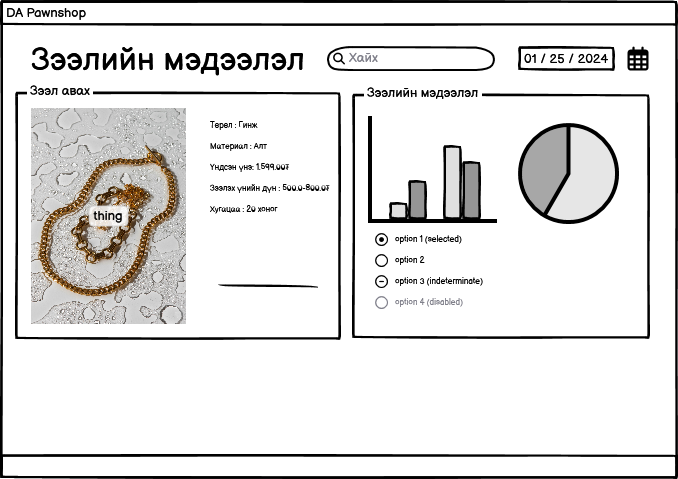 DA Pawnshop
Зээлийн мэдээлэл
Хайх
01 / 25 / 2024
Зээл авах
thing
Төрөл : Гинж
Материал : Алт
Үндсэн үнэ: 1,599.00₮
Зээлэх үнийн дүн : 500.0-800.0₮
Хугацаа : 20 хоног
Зээлийн мэдээлэл
option 1 (selected)
option 2
option 3 (indeterminate)
option 4 (disabled)